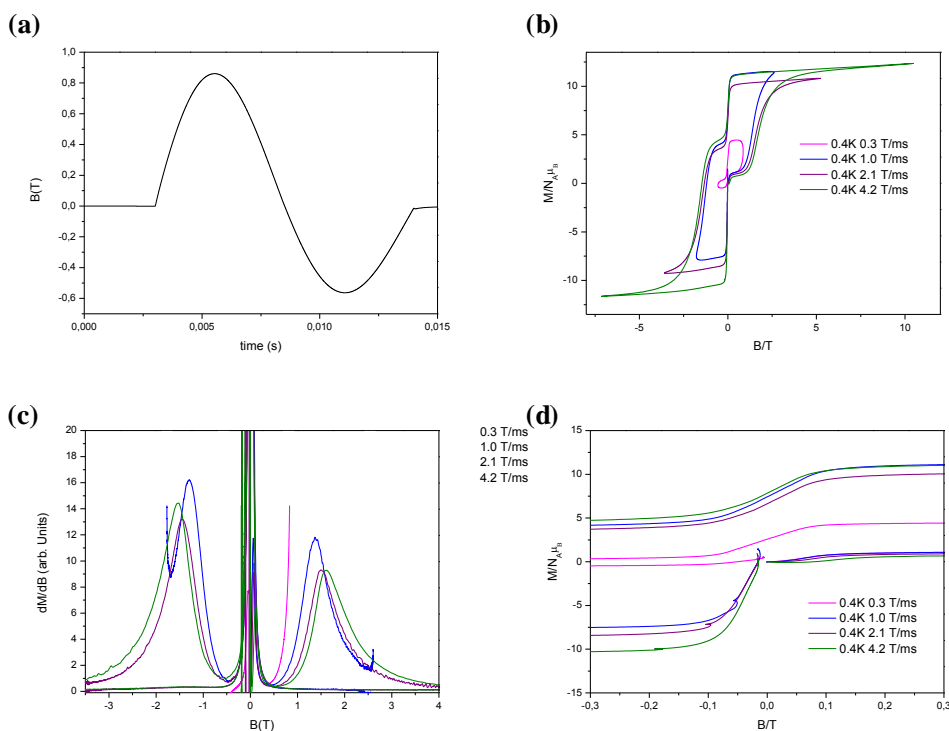 (a)
1,0
0,8
0,6
0,4
0,2
0,0
-0,2
-0,4
-0,6
B(T)
0,000
0,005
0,010
0,015
time (s)
(b)
10
5
0
-5
-10
M/N_Aμ_B
0.4K 0.3 T/ms
0.4K 1.0 T/ms
0.4K 2.1 T/ms
0.4K 4.2 T/ms
-5
0
5
10
B/T
(c)
20
18
16
14
12
10
8
6
4
2
0
dM/dB (arb. Units)
-3
-2
-1
0
1
2
3
4
B(T)
0.3 T/ms
1.0 T/ms
2.1 T/ms
4.2 T/ms
(d)
15
10
5
0
-5
-10
-15
M/N_Aμ_B
0.4K 0.3 T/ms
0.4K 1.0 T/ms
0.4K 2.1 T/ms
0.4K 4.2 T/ms
-0,3
-0,2
-0,1
0,0
0,1
0,2
0,3
B/T